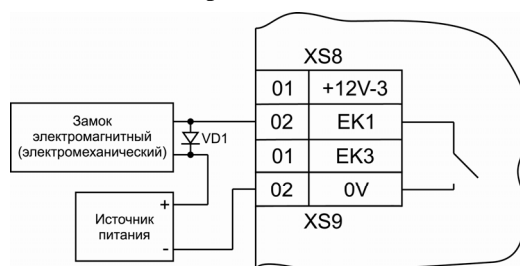 XS8
01 +12V-3
02 EK1
01 EK3
02 0V
XS9
Замок
электромагнитный
(электромеханический)
VD1
Источник
питания
+
-